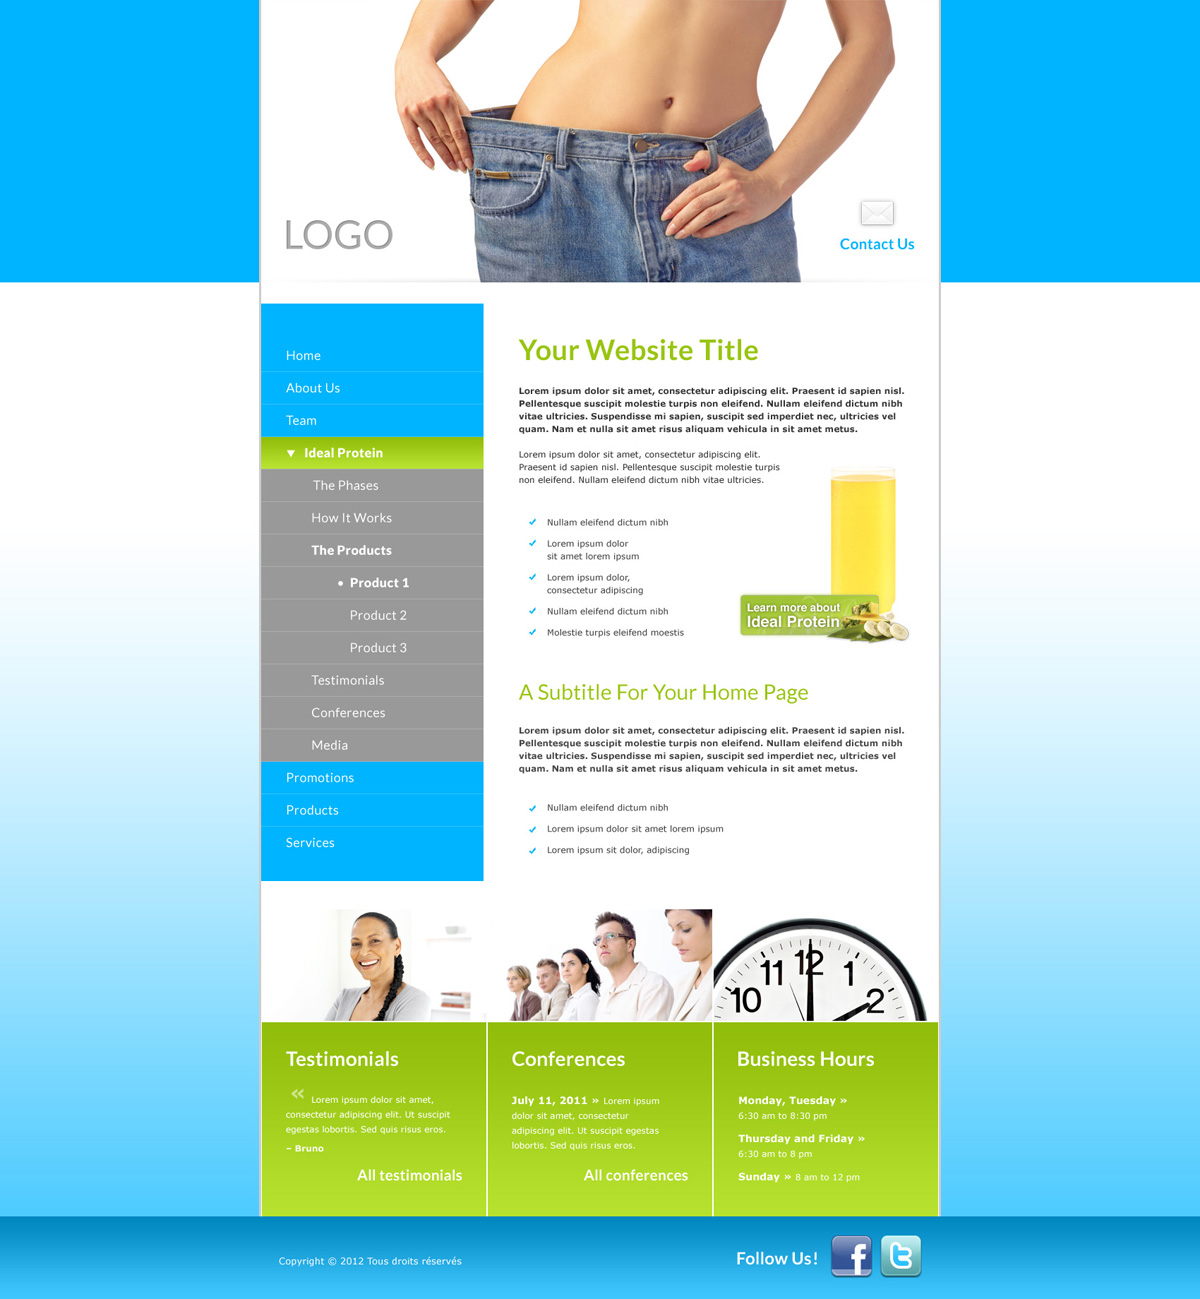 LOGO
Contact Us
Home
About Us
Team
Ideal Protein
The Phases
How It Works
The Products
• Product 1
Product 2
Product 3
Testimonials
Conferences
Media
Promotions
Products
Services
Your Website Title
Lorem ipsum dolor sit amet, consectetur adipiscing elit. Praesent id sapien nisl.
Pellentesque suscipit molestie turpis non eleifend. Nullam eleifend dictum nibh
vitae ultricies. Suspendisse mi sapien, suscipit sed imperdiet nec, ultricies vel
quam. Nam et nulla sit amet risus aliquam vehicula in sit amet metus.
Lorem ipsum dolor sit amet, consectetur adipiscing elit.
Praesent id sapien nisl. Pellentesque suscipit molestie turpis
non eleifend. Nullam eleifend dictum nibh vitae ultricies.
Nullam eleifend dictum nibh
Lorem ipsum dolor
sit amet lorem ipsum
Lorem ipsum dolor,
consectetur adipiscing
Nullam eleifend dictum nibh
Molestie turpis eleifend moestis
Learn more about
Ideal Protein
A Subtitle For Your Home Page
Lorem ipsum dolor sit amet, consectetur adipiscing elit. Praesent id sapien nisl.
Pellentesque suscipit molestie turpis non eleifend. Nullam eleifend dictum nibh
vitae ultricies. Suspendisse mi sapien, suscipit sed imperdiet nec, ultricies vel
quam. Nam et nulla sit amet risus aliquam vehicula in sit amet metus.
Nullam eleifend dictum nibh
Lorem ipsum dolor sit amet lorem ipsum
Lorem ipsum sit dolor, adipiscing
10 11 12 1 2
Testimonials
« Lorem ipsum dolor sit amet,
consectetur adipiscing elit. Ut suscipit
egestas lobortis. Sed quis risus eros.
– Bruno
All testimonials
Conferences
July 11, 2011 » Lorem ipsum
dolor sit amet, consectetur
adipiscing elit. Ut suscipit egestas
lobortis. Sed quis risus eros.
All conferences
Business Hours
Monday, Tuesday »
6:30 am to 8:30 pm
Thursday and Friday »
6:30 am to 8 pm
Sunday » 8 am to 12 pm
Copyright © 2012 Tous droits réservés
Follow Us!
f
t